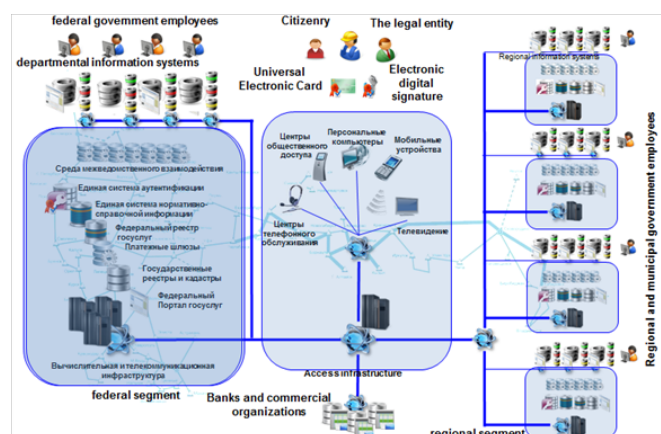 federal government employees
departmental information systems
Citizenry
The legal entity
Universal
Electronic Card
Electronic
digital
signature
Regional information systems
Среда межведомственного взаимодействия
Единая система аутентификации
Единая система нормативно-
справочной информации
Федеральный реестр
госуслуг
Платежные шлюзы
Государственные
реестры и кадастры
Федеральный
Портал госуслуг
Вычислительная и телекоммуникационная
инфраструктура
federal segment
Центры
общественного
доступа
Персональные
компьютеры
Мобильные
устройства
Центры
телефонного
обслуживания
Телевидение
Access infrastructure
Banks and commercial
organizations
regional segment
Regional and municipal government employees